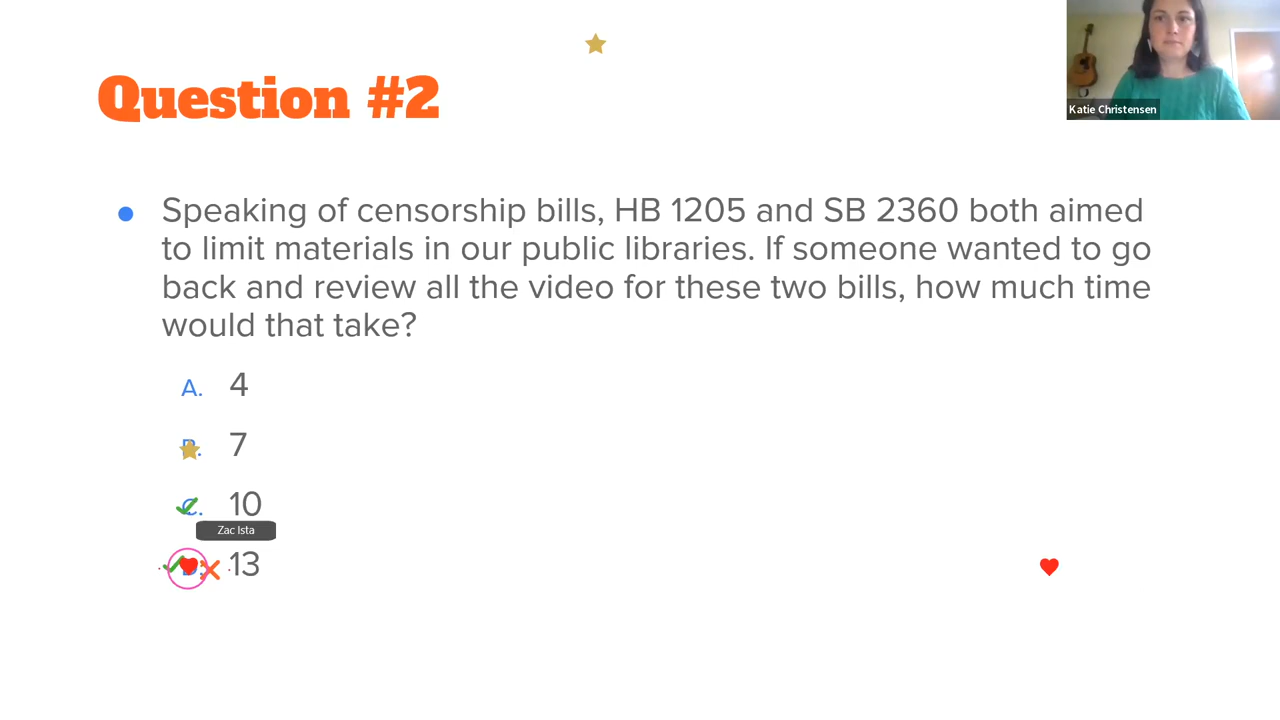 Question #2
Katie Christensen
Speaking of censorship bills, HB 1205 and SB 2360 both aimed
to limit materials in our public libraries. If someone wanted to go
back and review all the video for these two bills, how much time
would that take?
A. 4
B. 7
C. 10
Zac Ista
D. 13